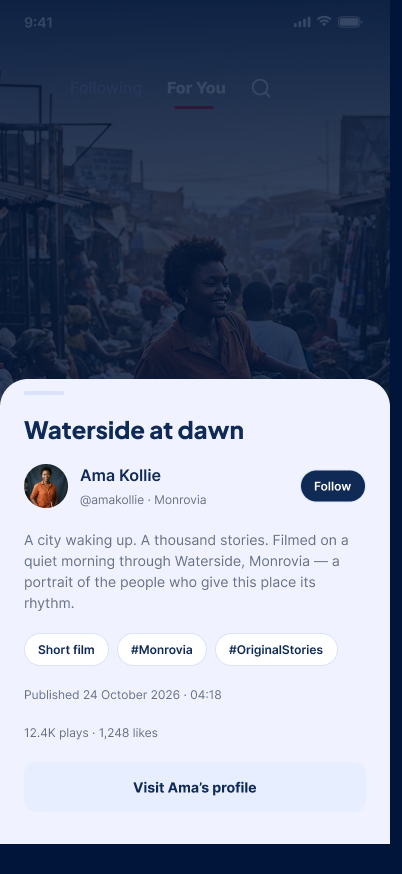 9:41
Following
For You
Waterside at dawn
Ama Kollie
@amakollie · Monrovia
Follow
A city waking up. A thousand stories. Filmed on a
quiet morning through Waterside, Monrovia — a
portrait of the people who give this place its
rhythm.
Short film
#Monrovia
#OriginalStories
Published 24 October 2026 · 04:18
12.4K plays · 1,248 likes
Visit Ama’s profile